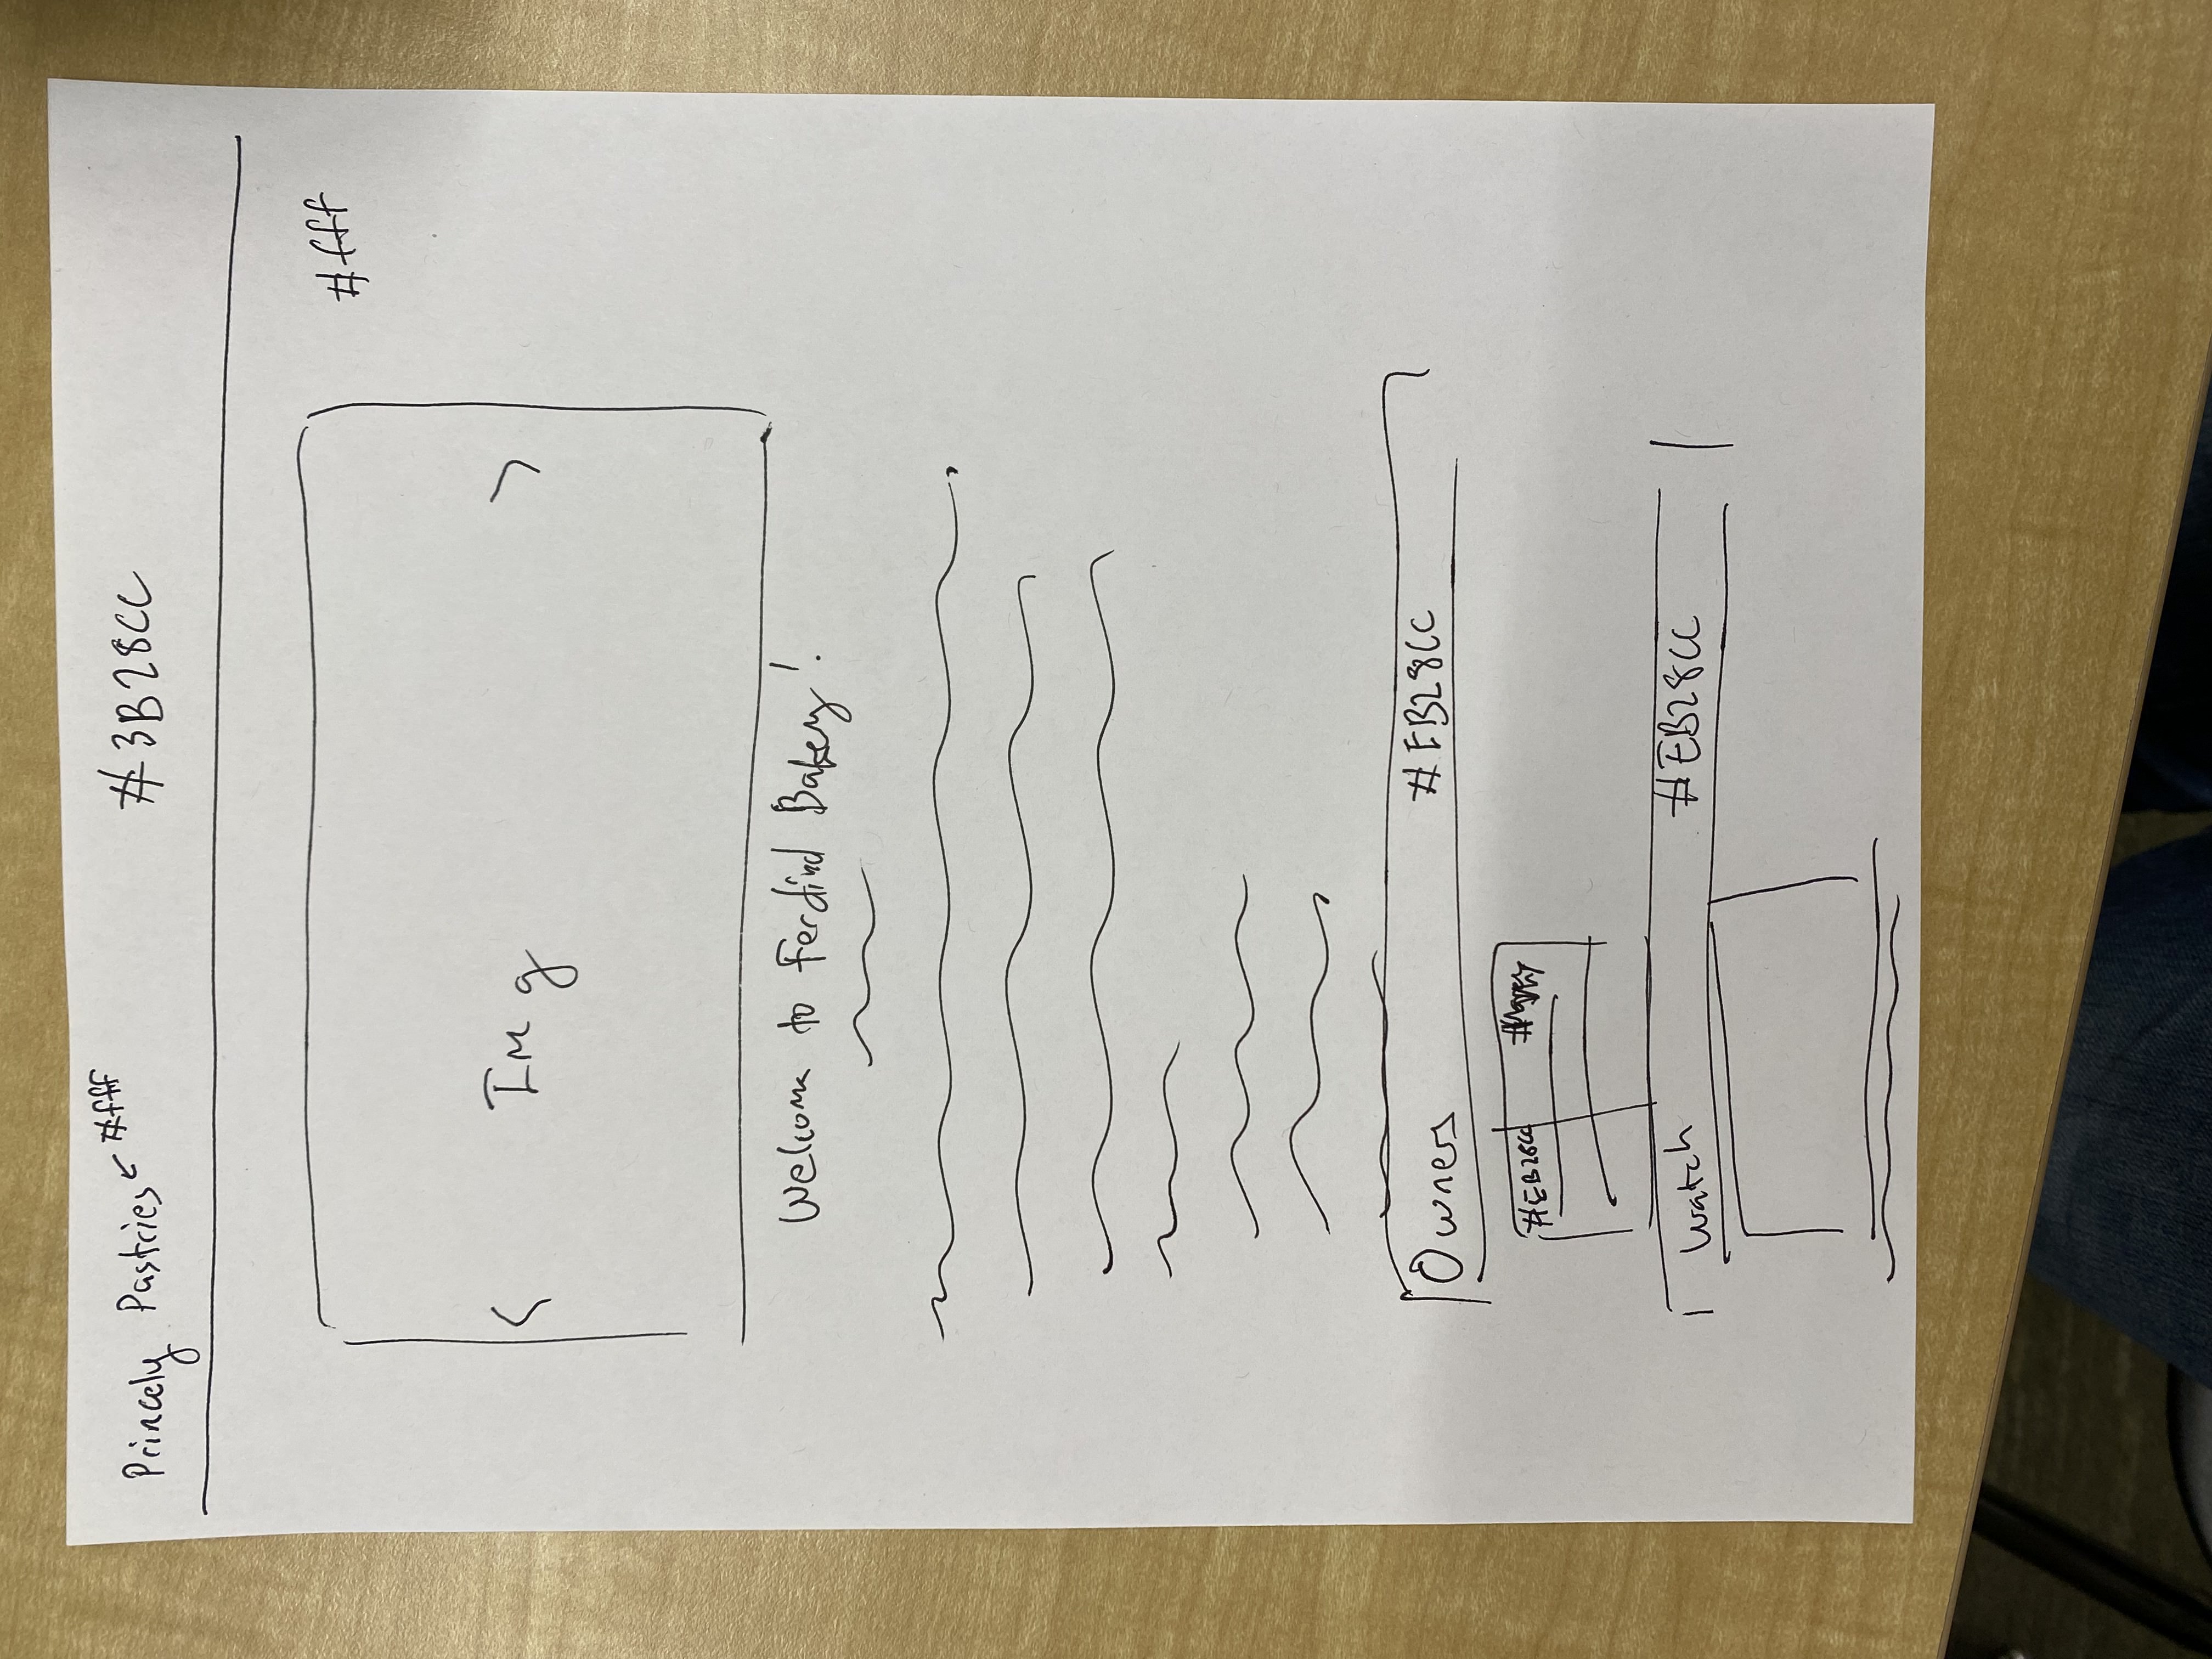 Princely Pastries #fff #3B28CC
#fff
< Img >
Welcome to Ferdind Bakery!
Owners #EB28CC
#EB28CC
Watch #EB28CC